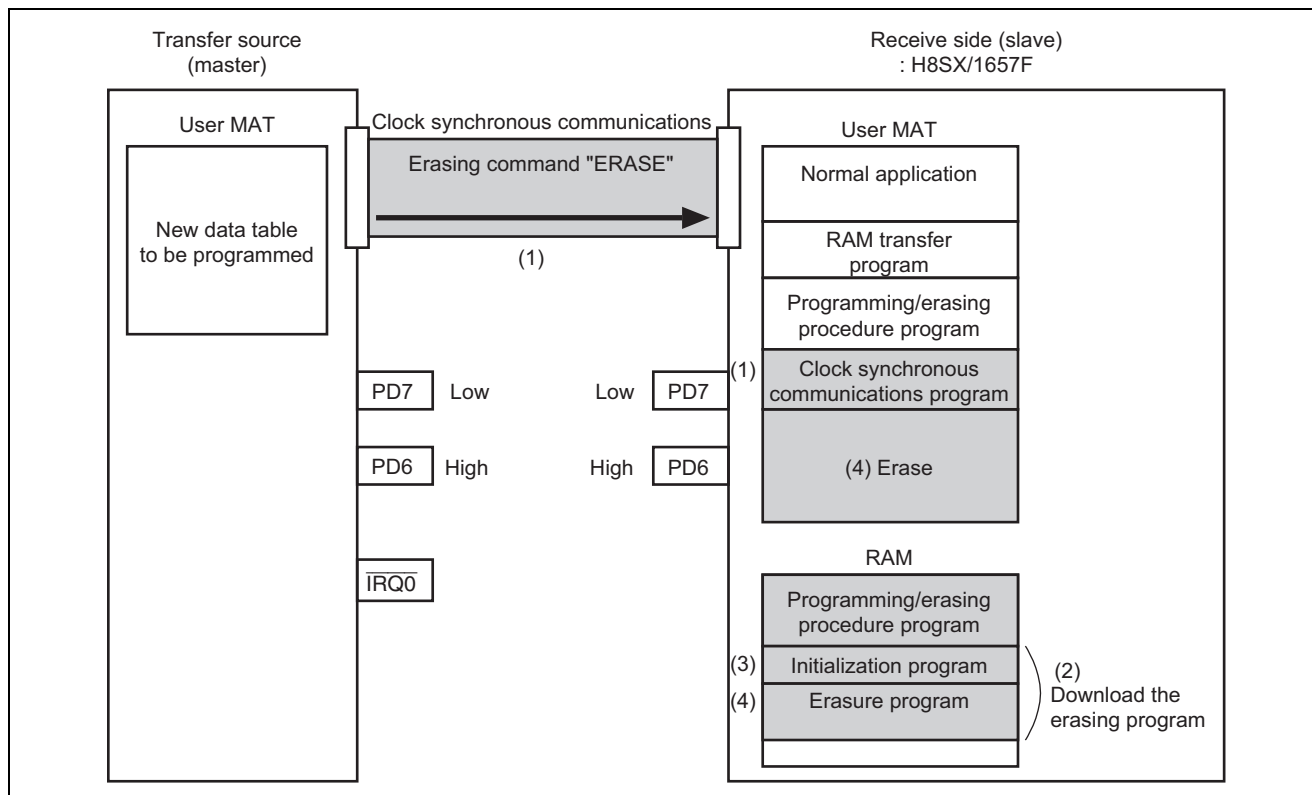 Transfer source
(master)
User MAT
New data table
to be programmed
Clock synchronous communications
Erasing command "ERASE"
(1)
PD7
Low
PD6
High
IRQ0
Receive side (slave)
: H8SX/1657F
Low
PD7
High
PD6
User MAT
Normal application
RAM transfer
program
Programming/erasing
procedure program
(1)
Clock synchronous
communications program
(4) Erase
RAM
Programming/erasing
procedure program
(3)
Initialization program
(4)
Erasure program
(2)
Download the
erasing program